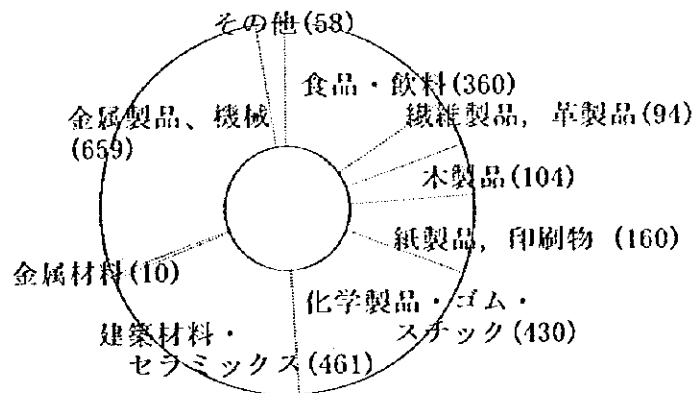 その他(58)
食品・飲料(360)
繊維製品, 革製品(94)
木製品(104)
紙製品, 印刷物 (160)
化学製品・ゴム・
スチック(430)
建築材料・
セラミックス(461)
金属材料(10)
金属製品、機械
(659)